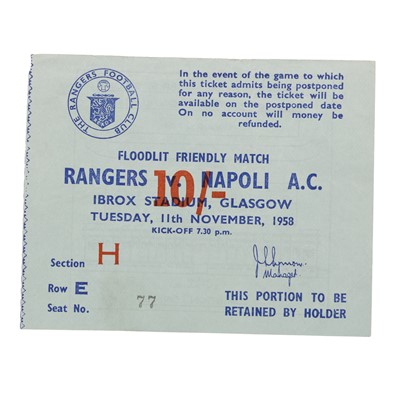 THE RANGERS FOOTBALL CLUB
In the event of the game to which
this ticket admits being postponed
for any reason, the ticket will be
available on the postponed date
On no account will money be
refunded.
FLOODLIT FRIENDLY MATCH
RANGERS v. NAPOLI A.C.
10/-
IBROX STADIUM, GLASGOW
TUESDAY, 11th NOVEMBER, 1958
KICK-OFF 7.30 p.m.
Section H
Manager
Row E
Seat No. 77
THIS PORTION TO BE
RETAINED BY HOLDER